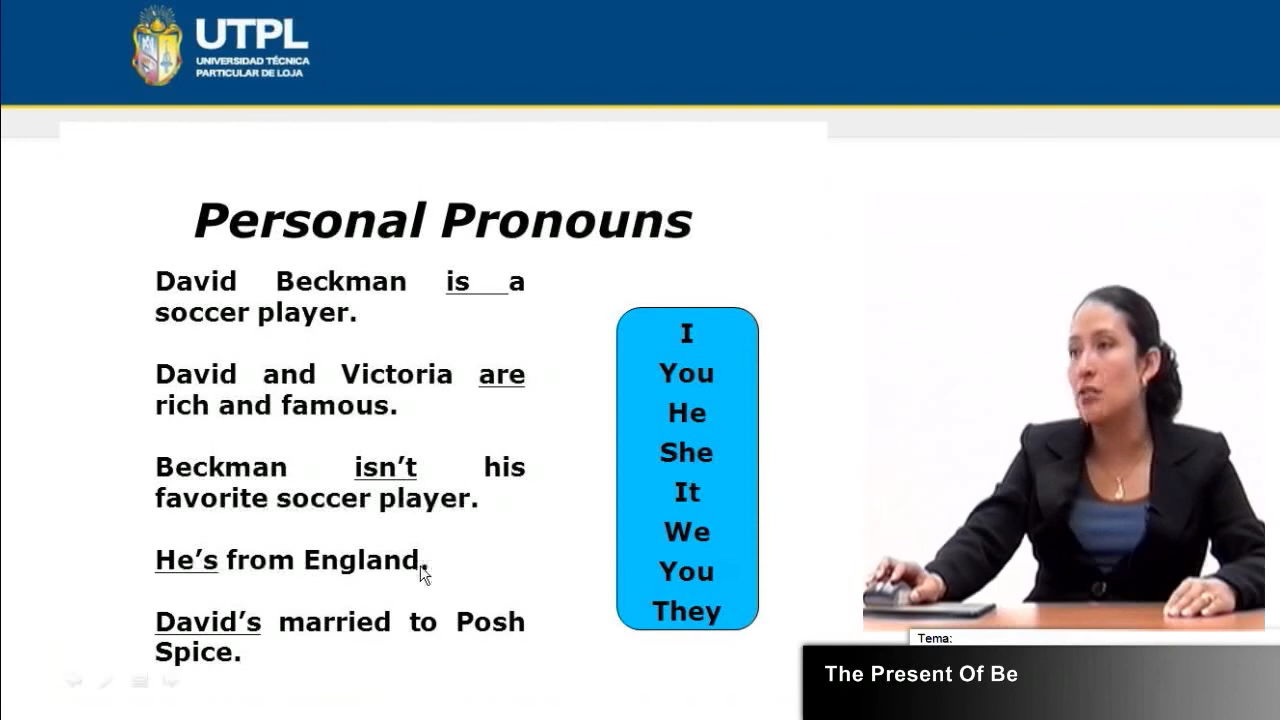 UTPL
UNIVERSIDAD TÉCNICA
PARTICULAR DE LOJA
Personal Pronouns
David Beckman is a
soccer player.
David and Victoria are
rich and famous.
Beckman isn’t his
favorite soccer player.
He’s from England.
David’s married to Posh
Spice.
I
You
He
She
It
We
You
They
Tema:
The Present Of Be